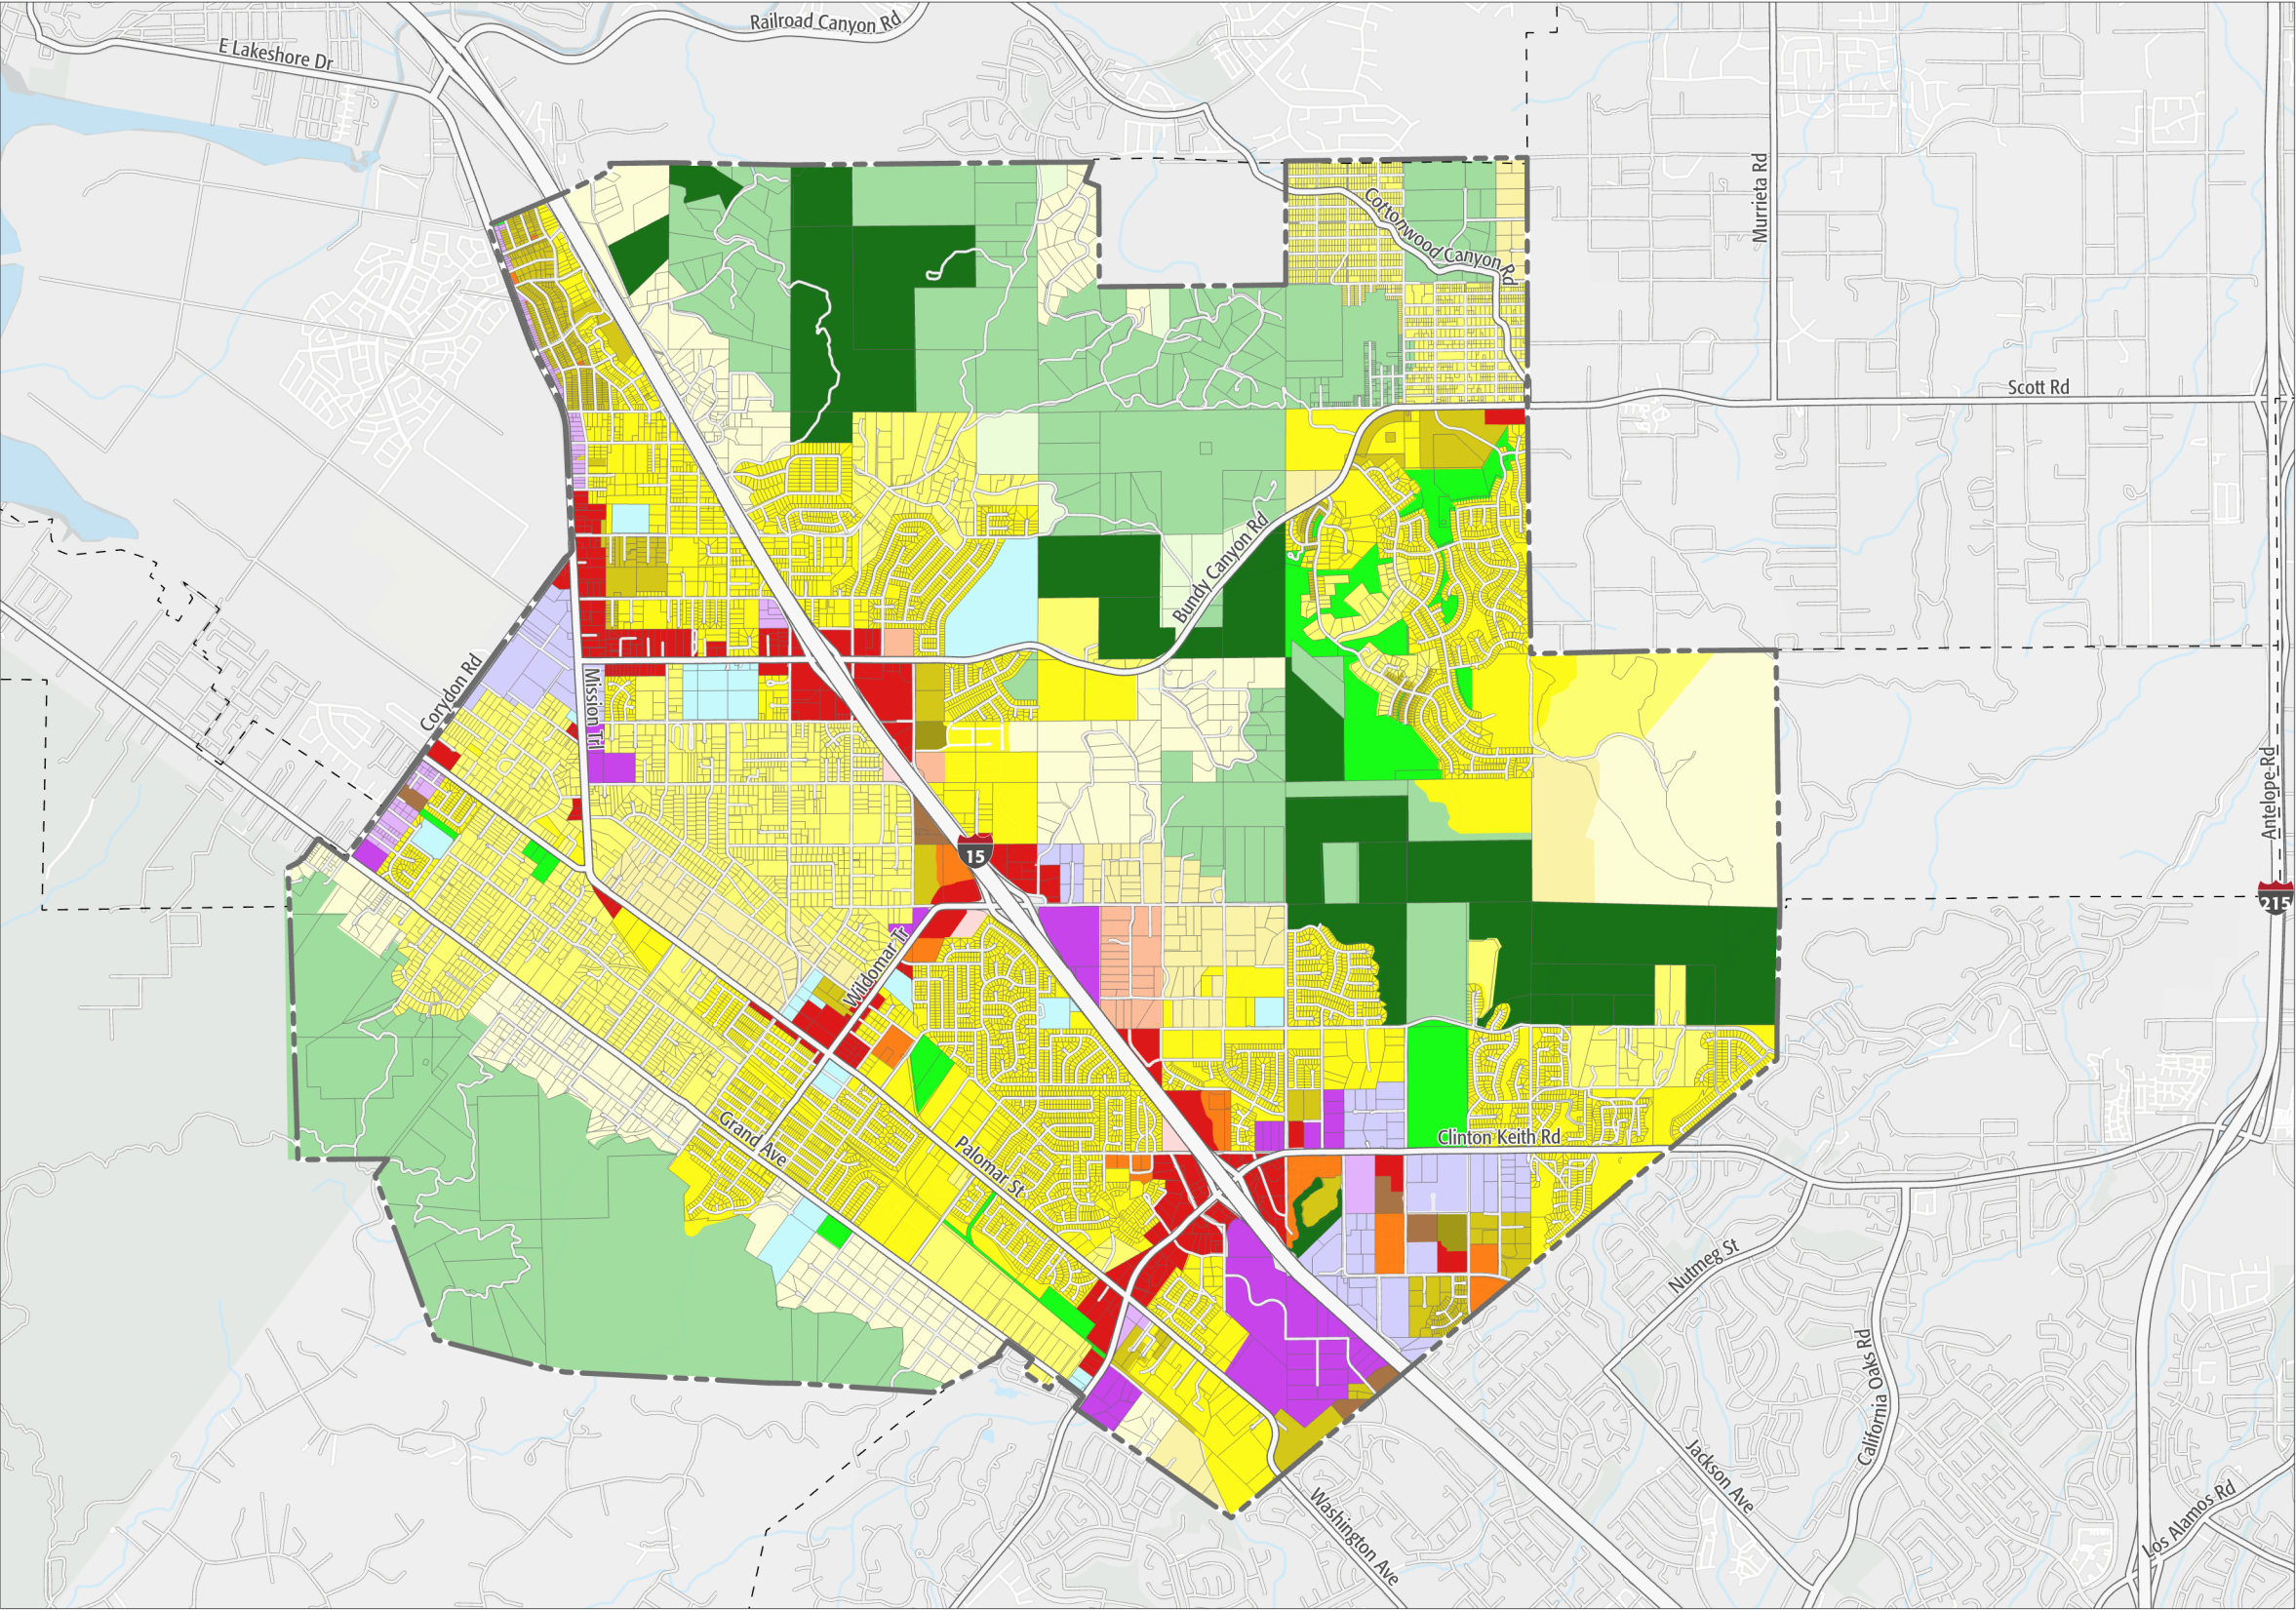 Railroad Canyon Rd
E Lakeshore Dr
Murrieta Rd
Cottonwood Canyon Rd
Scott Rd
Bundy Canyon Rd
Corydon Rd
Mission Trl
Antelope Rd
15
215
Wildomar Tr
Grand Ave
Palomar St
Clinton Keith Rd
Nutmeg St
California Oaks Rd
Jackson Ave
Washington Ave
Los Alamos Rd